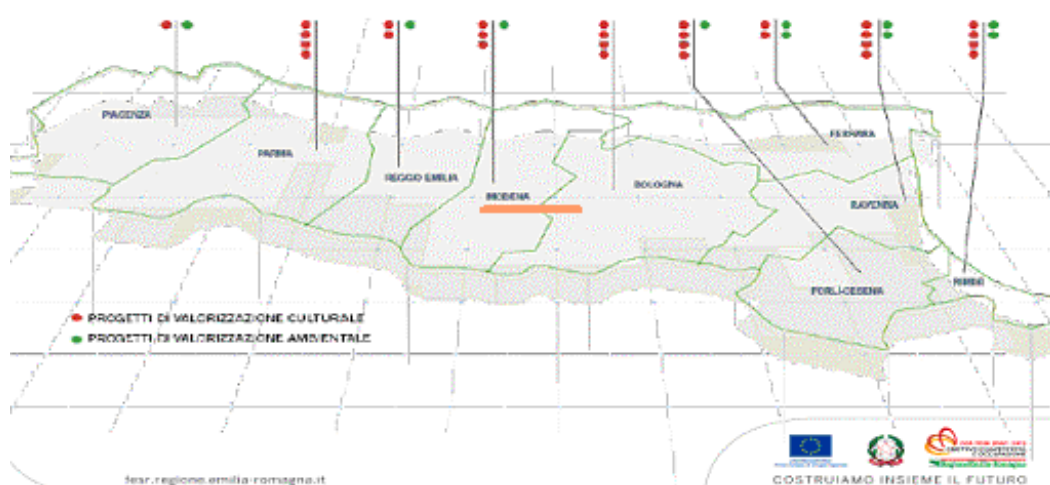 PIACENZA
PARMA
REGGIO EMILIA
MODENA
BOLOGNA
FERRARA
RAVENNA
FORLI-CESENA
RIMINI
PROGETTI DI VALORIZZAZIONE CULTURALE
PROGETTI DI VALORIZZAZIONE AMBIENTALE
fesr.regione.emilia-romagna.it
COSTRUIAMO INSIEME IL FUTURO